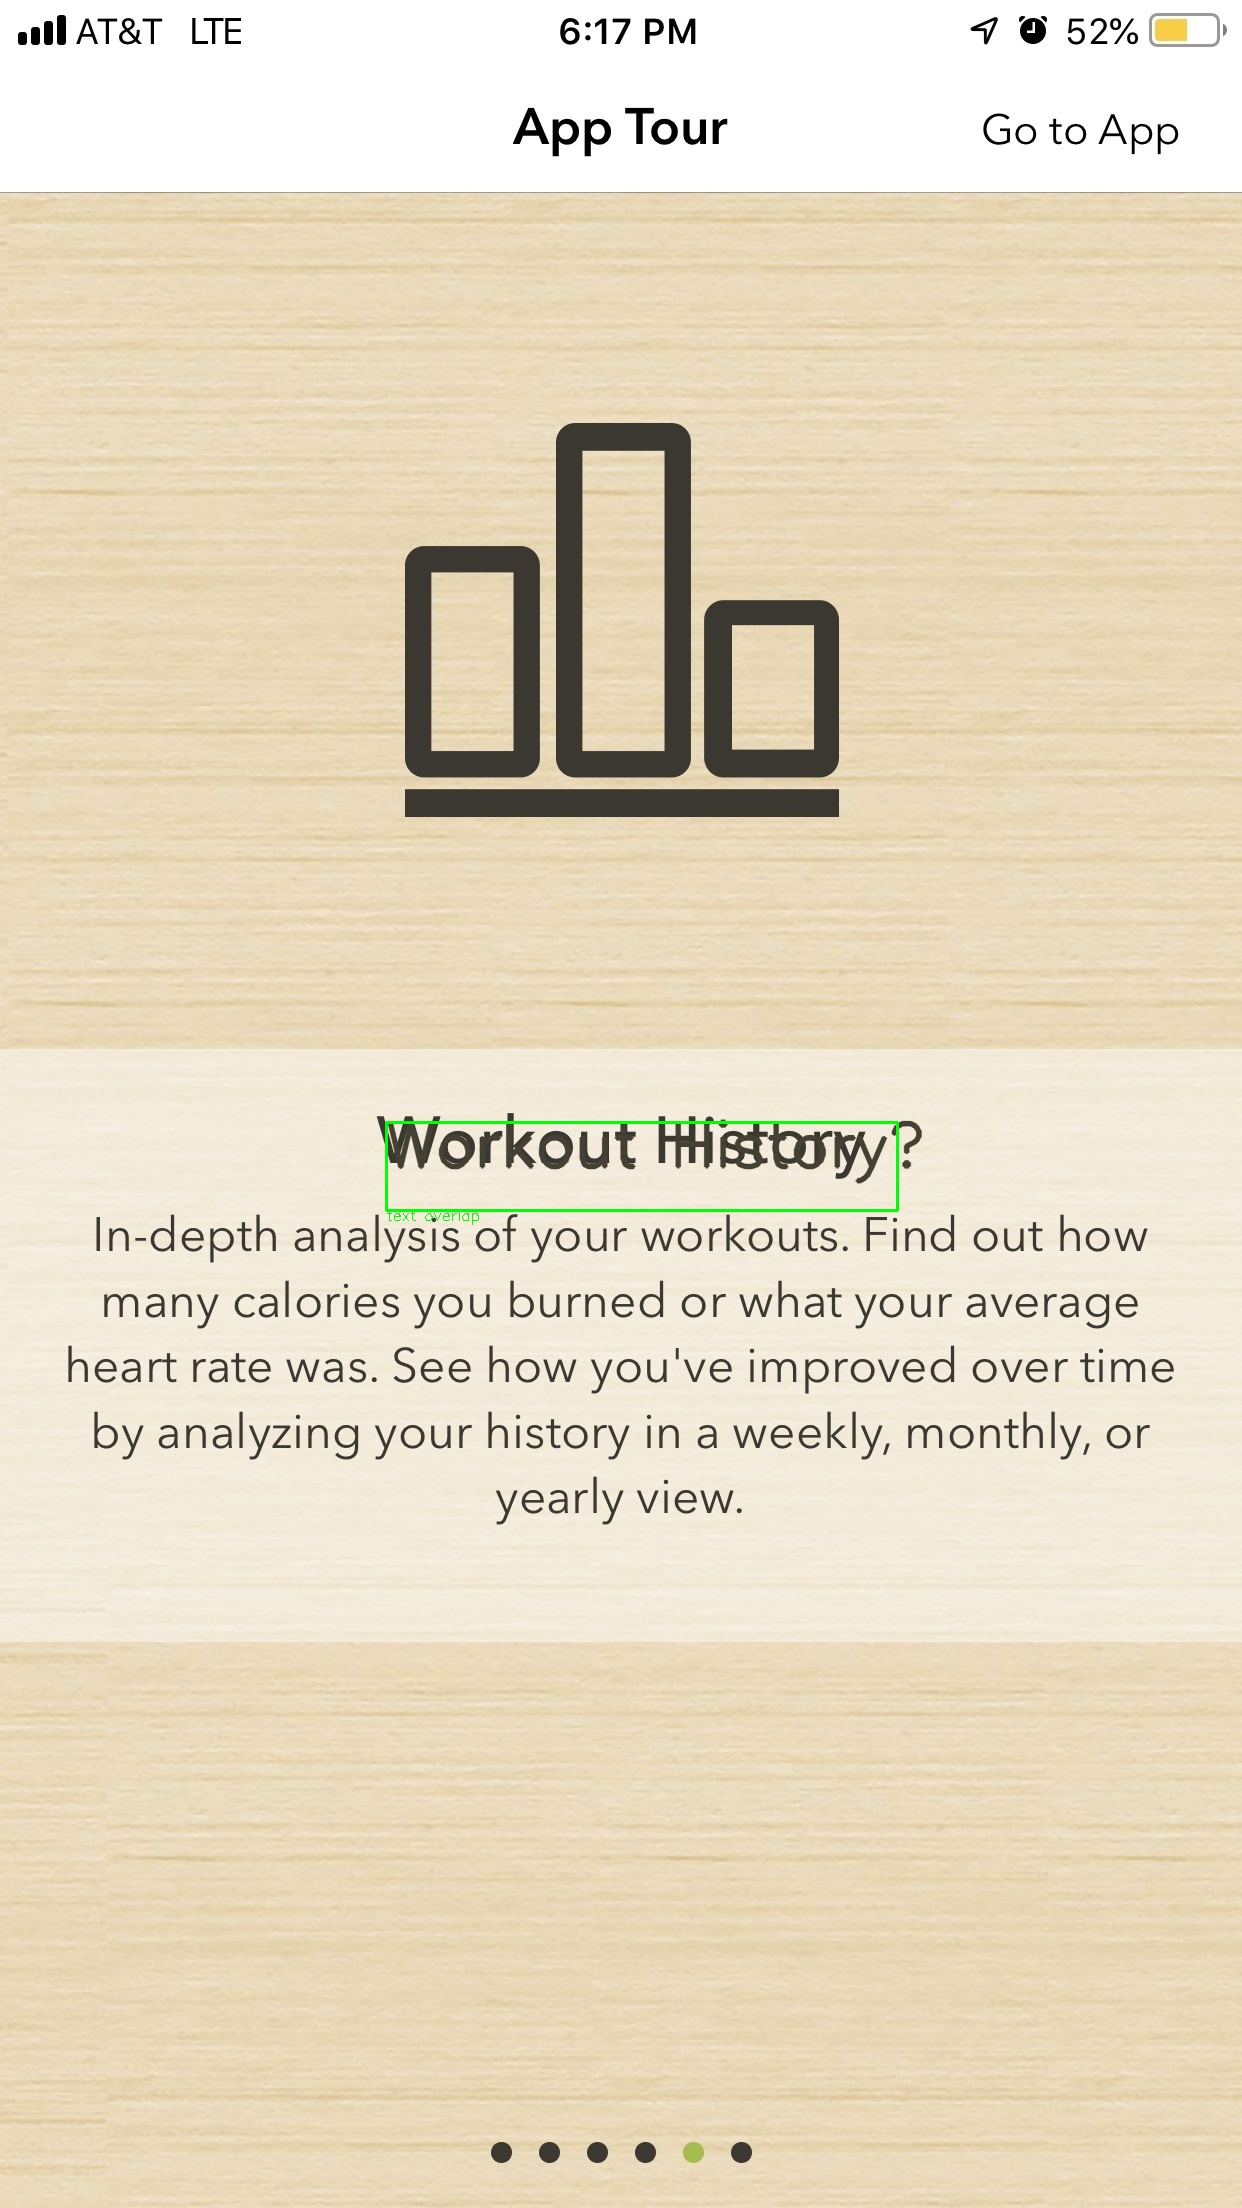 AT&T LTE 6:17 PM 52%
App Tour Go to App
Workout History
Workout History?
text overlap
In-depth analysis of your workouts. Find out how
many calories you burned or what your average
heart rate was. See how you've improved over time
by analyzing your history in a weekly, monthly, or
yearly view.